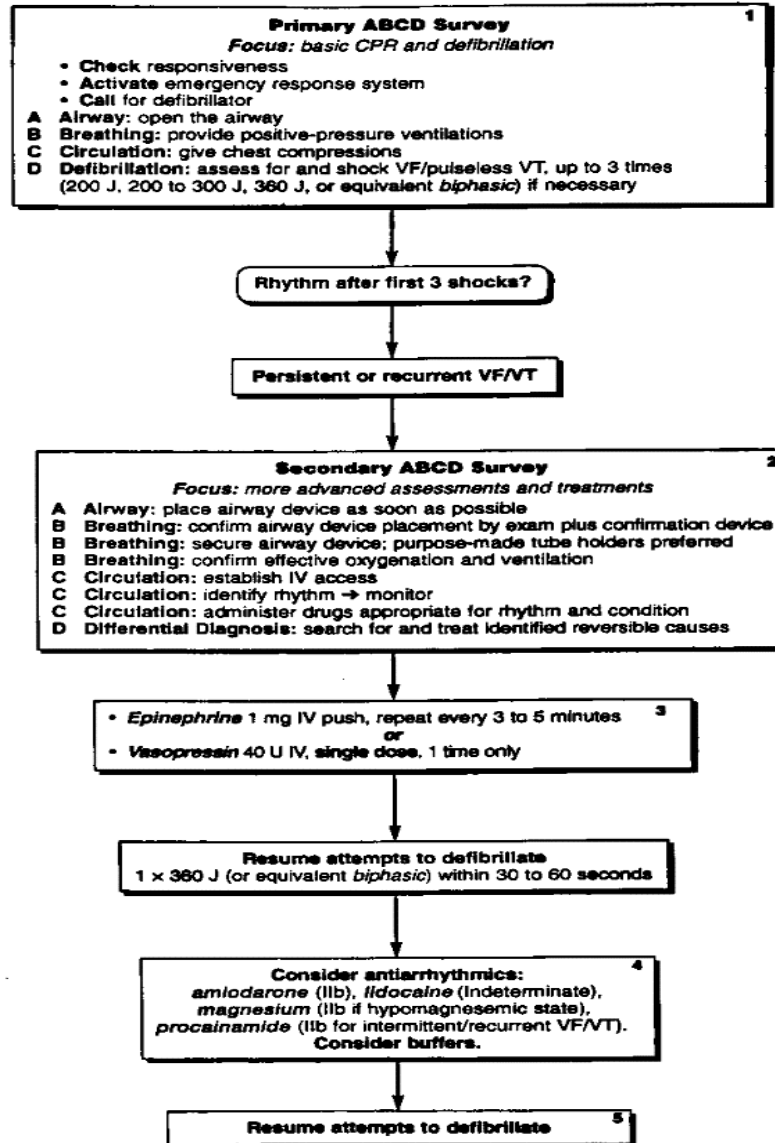 1
Primary ABCD Survey
Focus: basic CPR and defibrillation
• Check responsiveness
• Activate emergency response system
• Call for defibrillator
A Airway: open the airway
B Breathing: provide positive-pressure ventilations
C Circulation: give chest compressions
D Defibrillation: assess for and shock VF/pulseless VT, up to 3 times
(200 J, 200 to 300 J, 360 J, or equivalent biphasic) if necessary
Rhythm after first 3 shocks?
Persistent or recurrent VF/VT
2
Secondary ABCD Survey
Focus: more advanced assessments and treatments
A Airway: place airway device as soon as possible
B Breathing: confirm airway device placement by exam plus confirmation device
B Breathing: secure airway device; purpose-made tube holders preferred
B Breathing: confirm effective oxygenation and ventilation
C Circulation: establish IV access
C Circulation: identify rhythm → monitor
C Circulation: administer drugs appropriate for rhythm and condition
D Differential Diagnosis: search for and treat identified reversible causes
3
• Epinephrine 1 mg IV push, repeat every 3 to 5 minutes
or
• Vasopressin 40 U IV, single dose, 1 time only
Resume attempts to defibrillate
1 × 360 J (or equivalent biphasic) within 30 to 60 seconds
4
Consider antiarrhythmics:
amiodarone (IIb), lidocaine (Indeterminate),
magnesium (IIb if hypomagnesemic state),
procainamide (IIb for intermittent/recurrent VF/VT).
Consider buffers.
5
Resume attempts to defibrillate